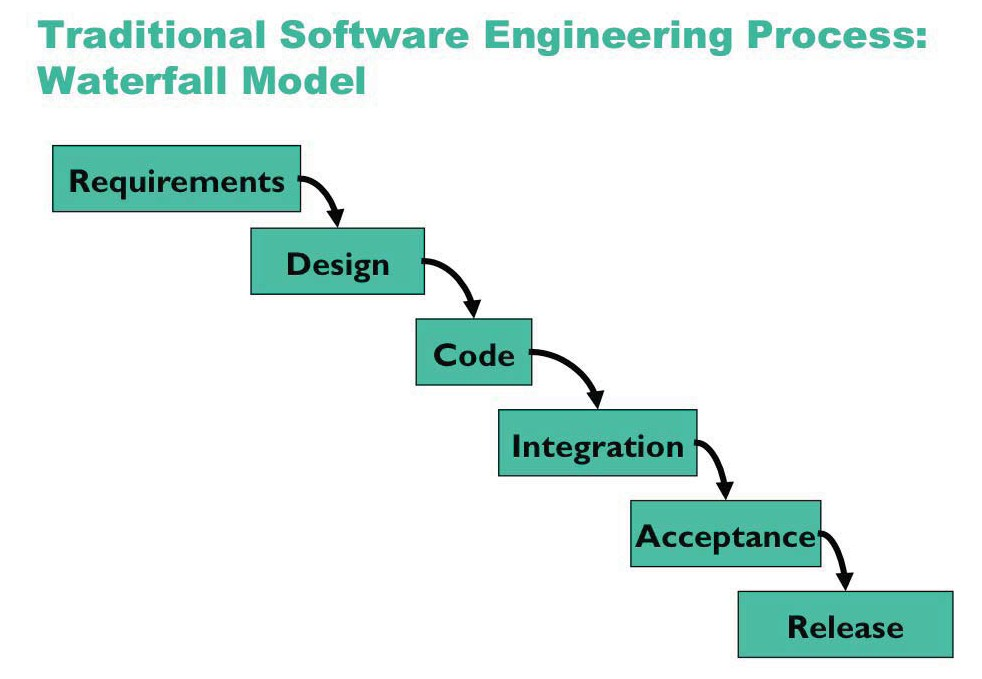 Traditional Software Engineering Process:
Waterfall Model
Requirements
Design
Code
Integration
Acceptance
Release